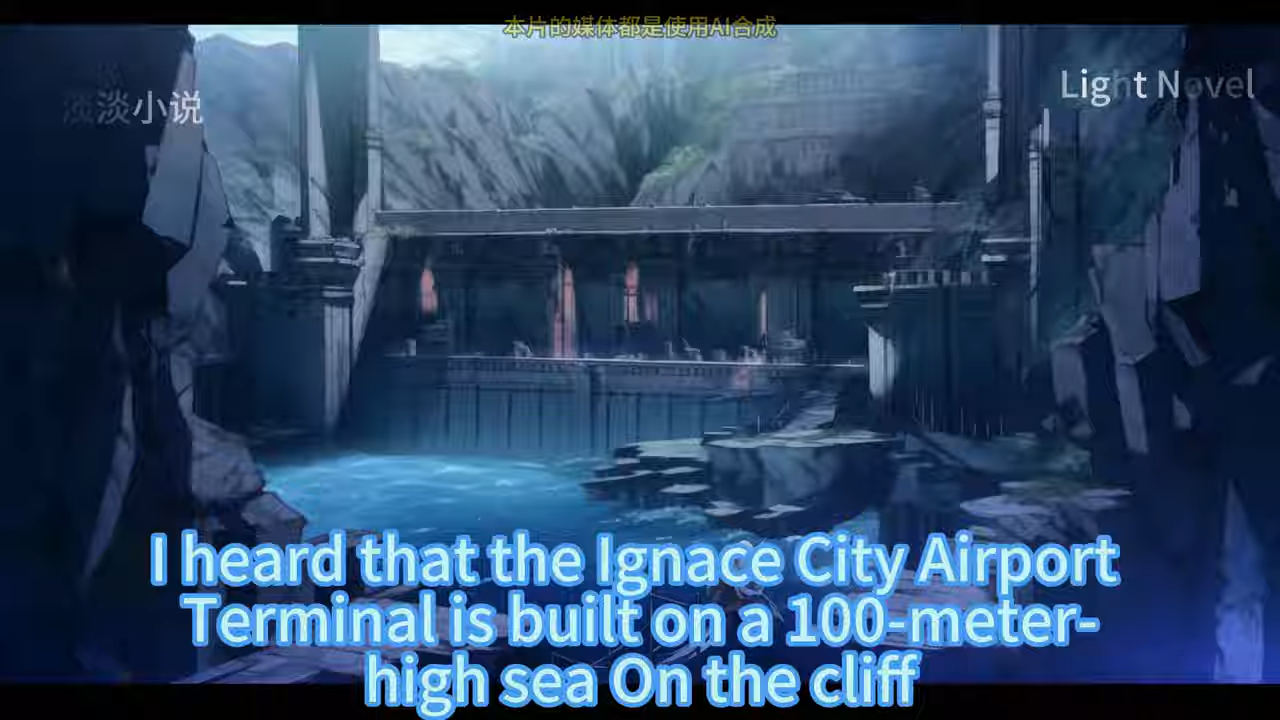 本片的媒体都是使用AI合成
Light Novel
淡淡小说
I heard that the Ignace City Airport
Terminal is built on a 100-meter-
high sea On the cliff